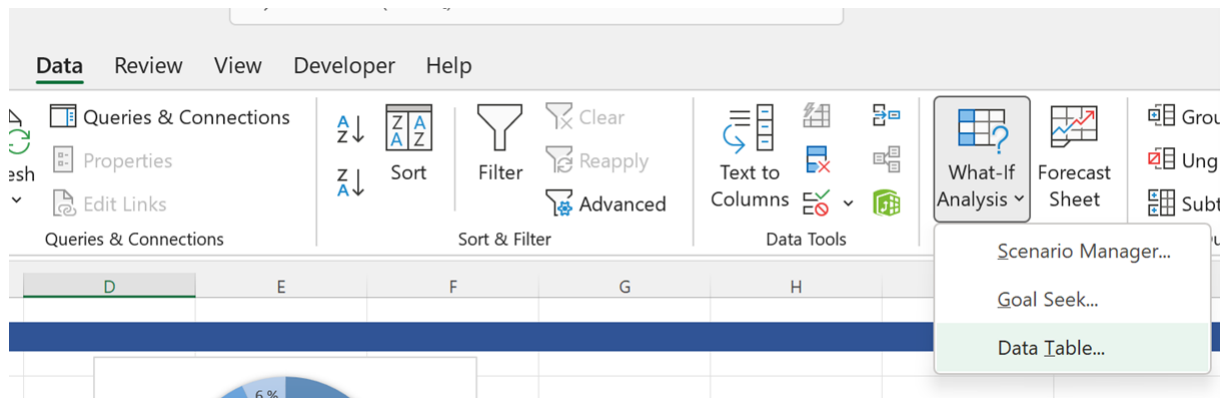 Data Review View Developer Help
Queries & Connections
Properties
Edit Links
Queries & Connections
Sort
Filter
Clear
Reapply
Advanced
Sort & Filter
Text to
Columns
Data Tools
What-If
Analysis
Forecast
Sheet
Scenario Manager...
Goal Seek...
Data Table...
D E F G H
6 %